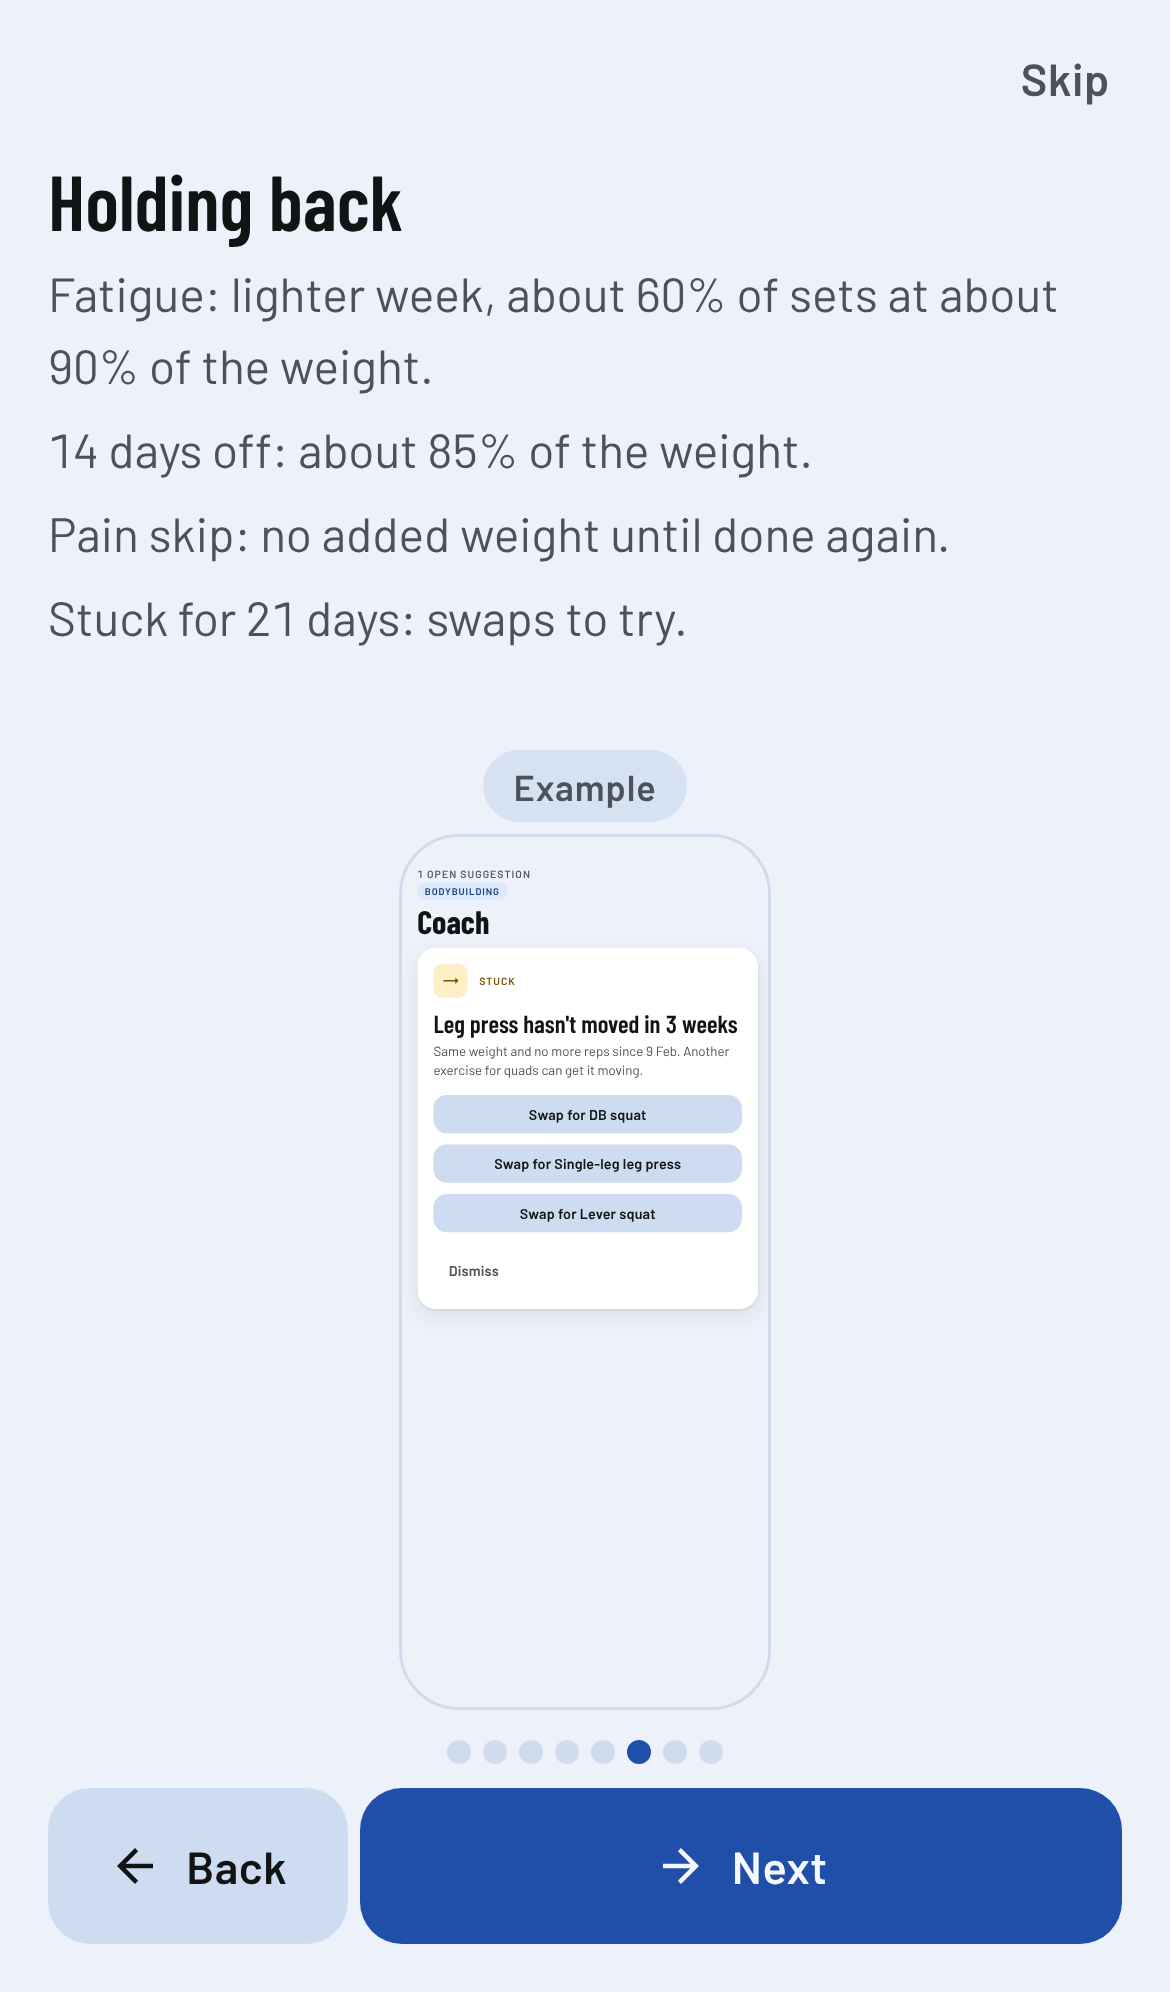 Skip
Holding back
Fatigue: lighter week, about 60% of sets at about
90% of the weight.
14 days off: about 85% of the weight.
Pain skip: no added weight until done again.
Stuck for 21 days: swaps to try.
Example
1 OPEN SUGGESTION
BODYBUILDING
Coach
STUCK
Leg press hasn't moved in 3 weeks
Same weight and no more reps since 9 Feb. Another
exercise for quads can get it moving.
Swap for DB squat
Swap for Single-leg leg press
Swap for Lever squat
Dismiss
Back
Next